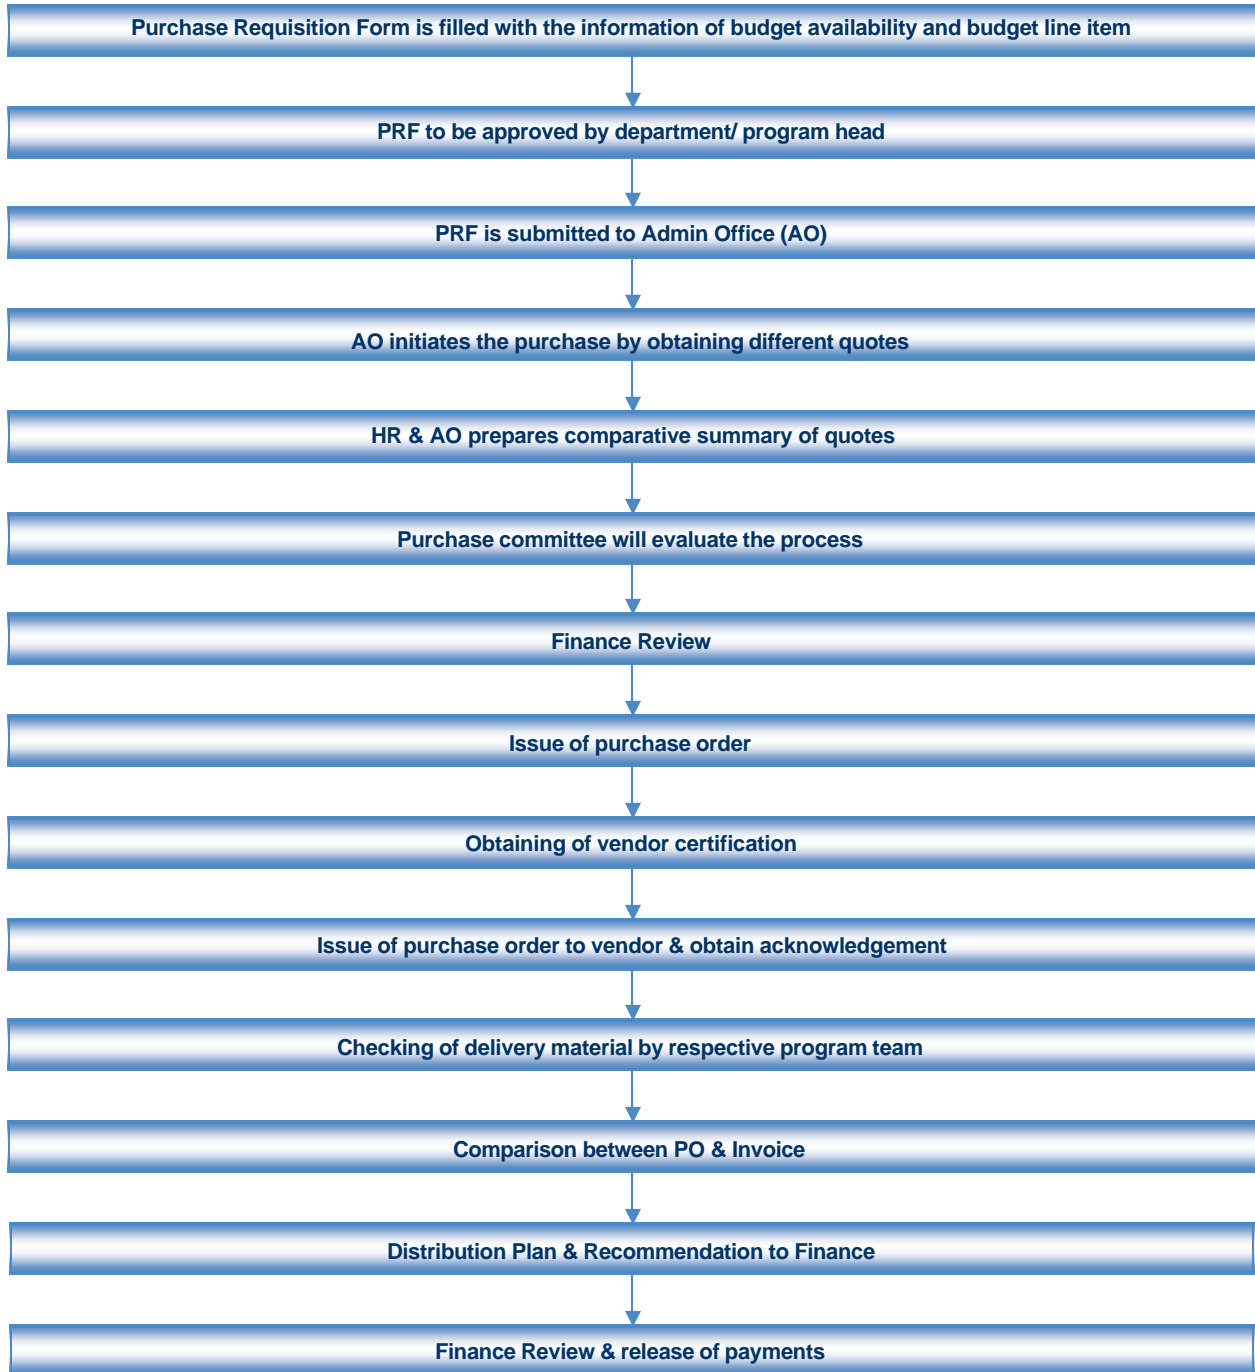 Purchase Requisition Form is filled with the information of budget availability and budget line item
PRF to be approved by department/ program head
PRF is submitted to Admin Office (AO)
AO initiates the purchase by obtaining different quotes
HR & AO prepares comparative summary of quotes
Purchase committee will evaluate the process
Finance Review
Issue of purchase order
Obtaining of vendor certification
Issue of purchase order to vendor & obtain acknowledgement
Checking of delivery material by respective program team
Comparison between PO & Invoice
Distribution Plan & Recommendation to Finance
Finance Review & release of payments